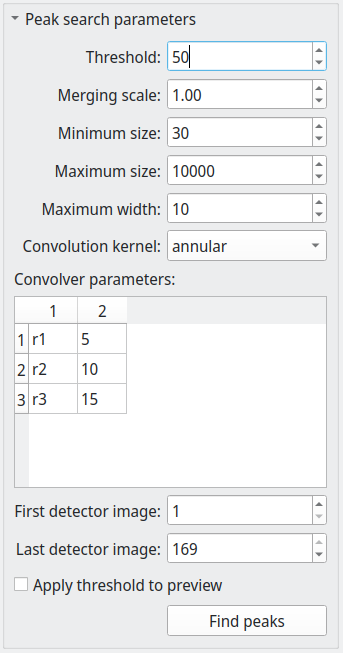 Peak search parameters
Threshold: 50
Merging scale: 1.00
Minimum size: 30
Maximum size: 10000
Maximum width: 10
Convolution kernel: annular
Convolver parameters:
1 2
1 r1 5
2 r2 10
3 r3 15
First detector image: 1
Last detector image: 169
Apply threshold to preview
Find peaks